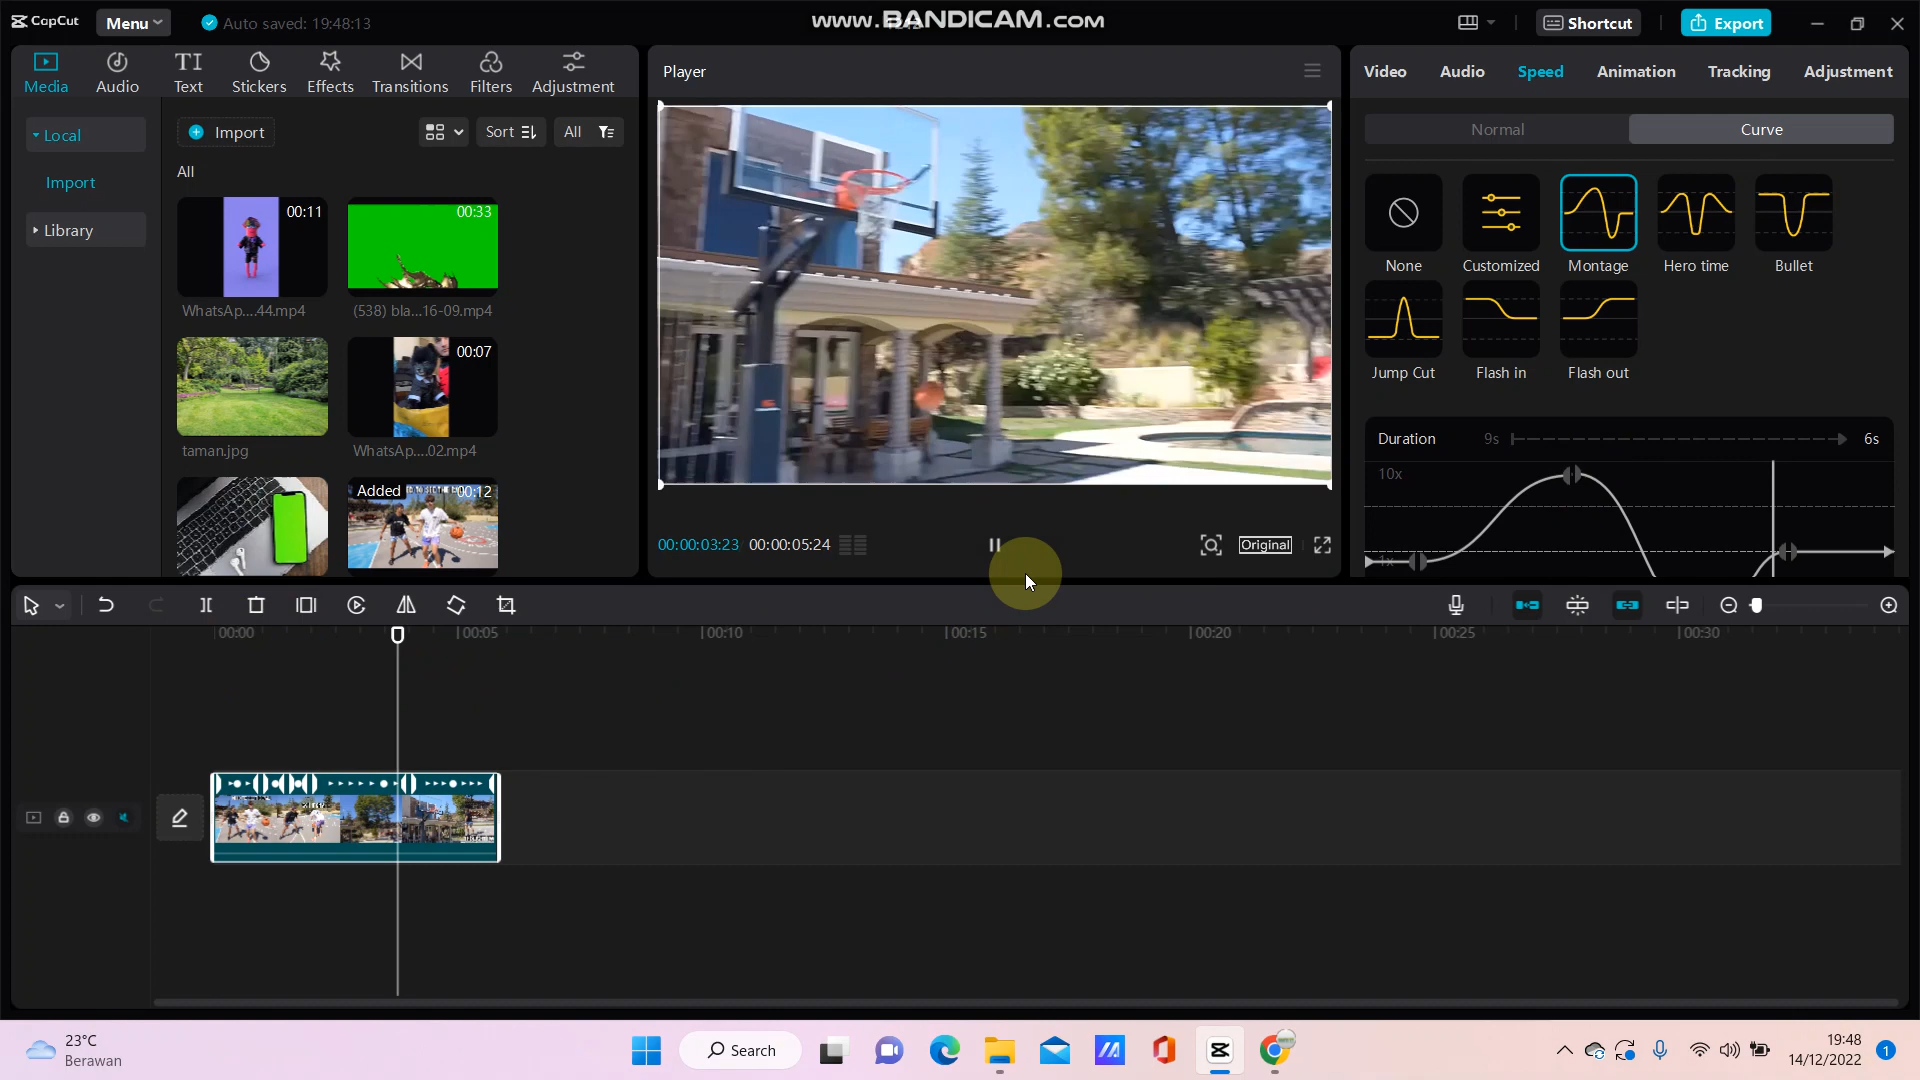 CapCut
Menu
Auto saved: 19:48:13
www.BANDICAM.com
Shortcut
Export
Media
Audio
Text
Stickers
Effects
Transitions
Filters
Adjustment
Local
Import
Library
Import
Sort
All
All
00:11
WhatsAp....44.mp4
00:33
(538) bla...16-09.mp4
taman.jpg
00:07
WhatsAp....02.mp4
Added
00:12
Player
00:00:03:23
00:00:05:24
Original
Video
Audio
Speed
Animation
Tracking
Adjustment
Normal
Curve
None
Customized
Montage
Hero time
Bullet
Jump Cut
Flash in
Flash out
Duration
9s
6s
10x
1x
00:00
00:05
00:10
00:15
00:20
00:25
00:30
23°C
Berawan
Search
19:48
14/12/2022
1